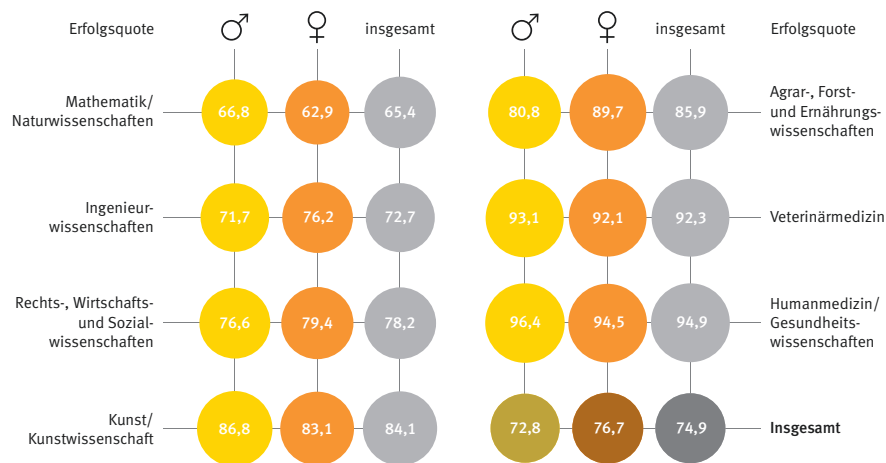 Erfolgsquote ♂ ♀ insgesamt
Mathematik/
Naturwissenschaften
66,8 62,9 65,4
Ingenieur-
wissenschaften
71,7 76,2 72,7
Rechts-, Wirtschafts-
und Sozial-
wissenschaften
76,6 79,4 78,2
Kunst/
Kunstwissenschaft
86,8 83,1 84,1
♂ ♀ insgesamt Erfolgsquote
80,8 89,7 85,9
Agrar-, Forst-
und Ernährungs-
wissenschaften
93,1 92,1 92,3 Veterinärmedizin
96,4 94,5 94,9
Humanmedizin/
Gesundheits-
wissenschaften
72,8 76,7 74,9 Insgesamt